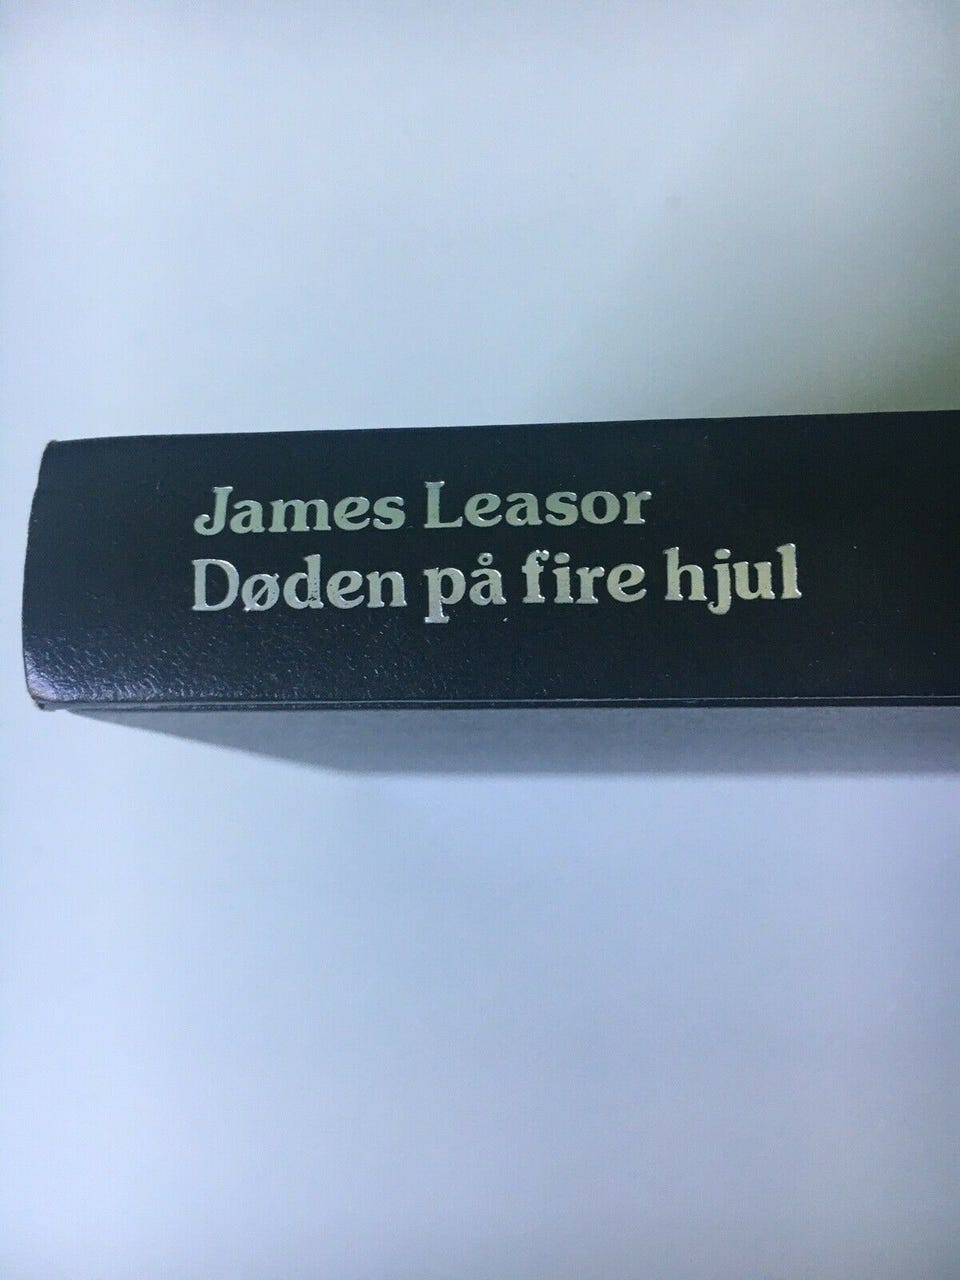 James Leasor
Døden på fire hjul